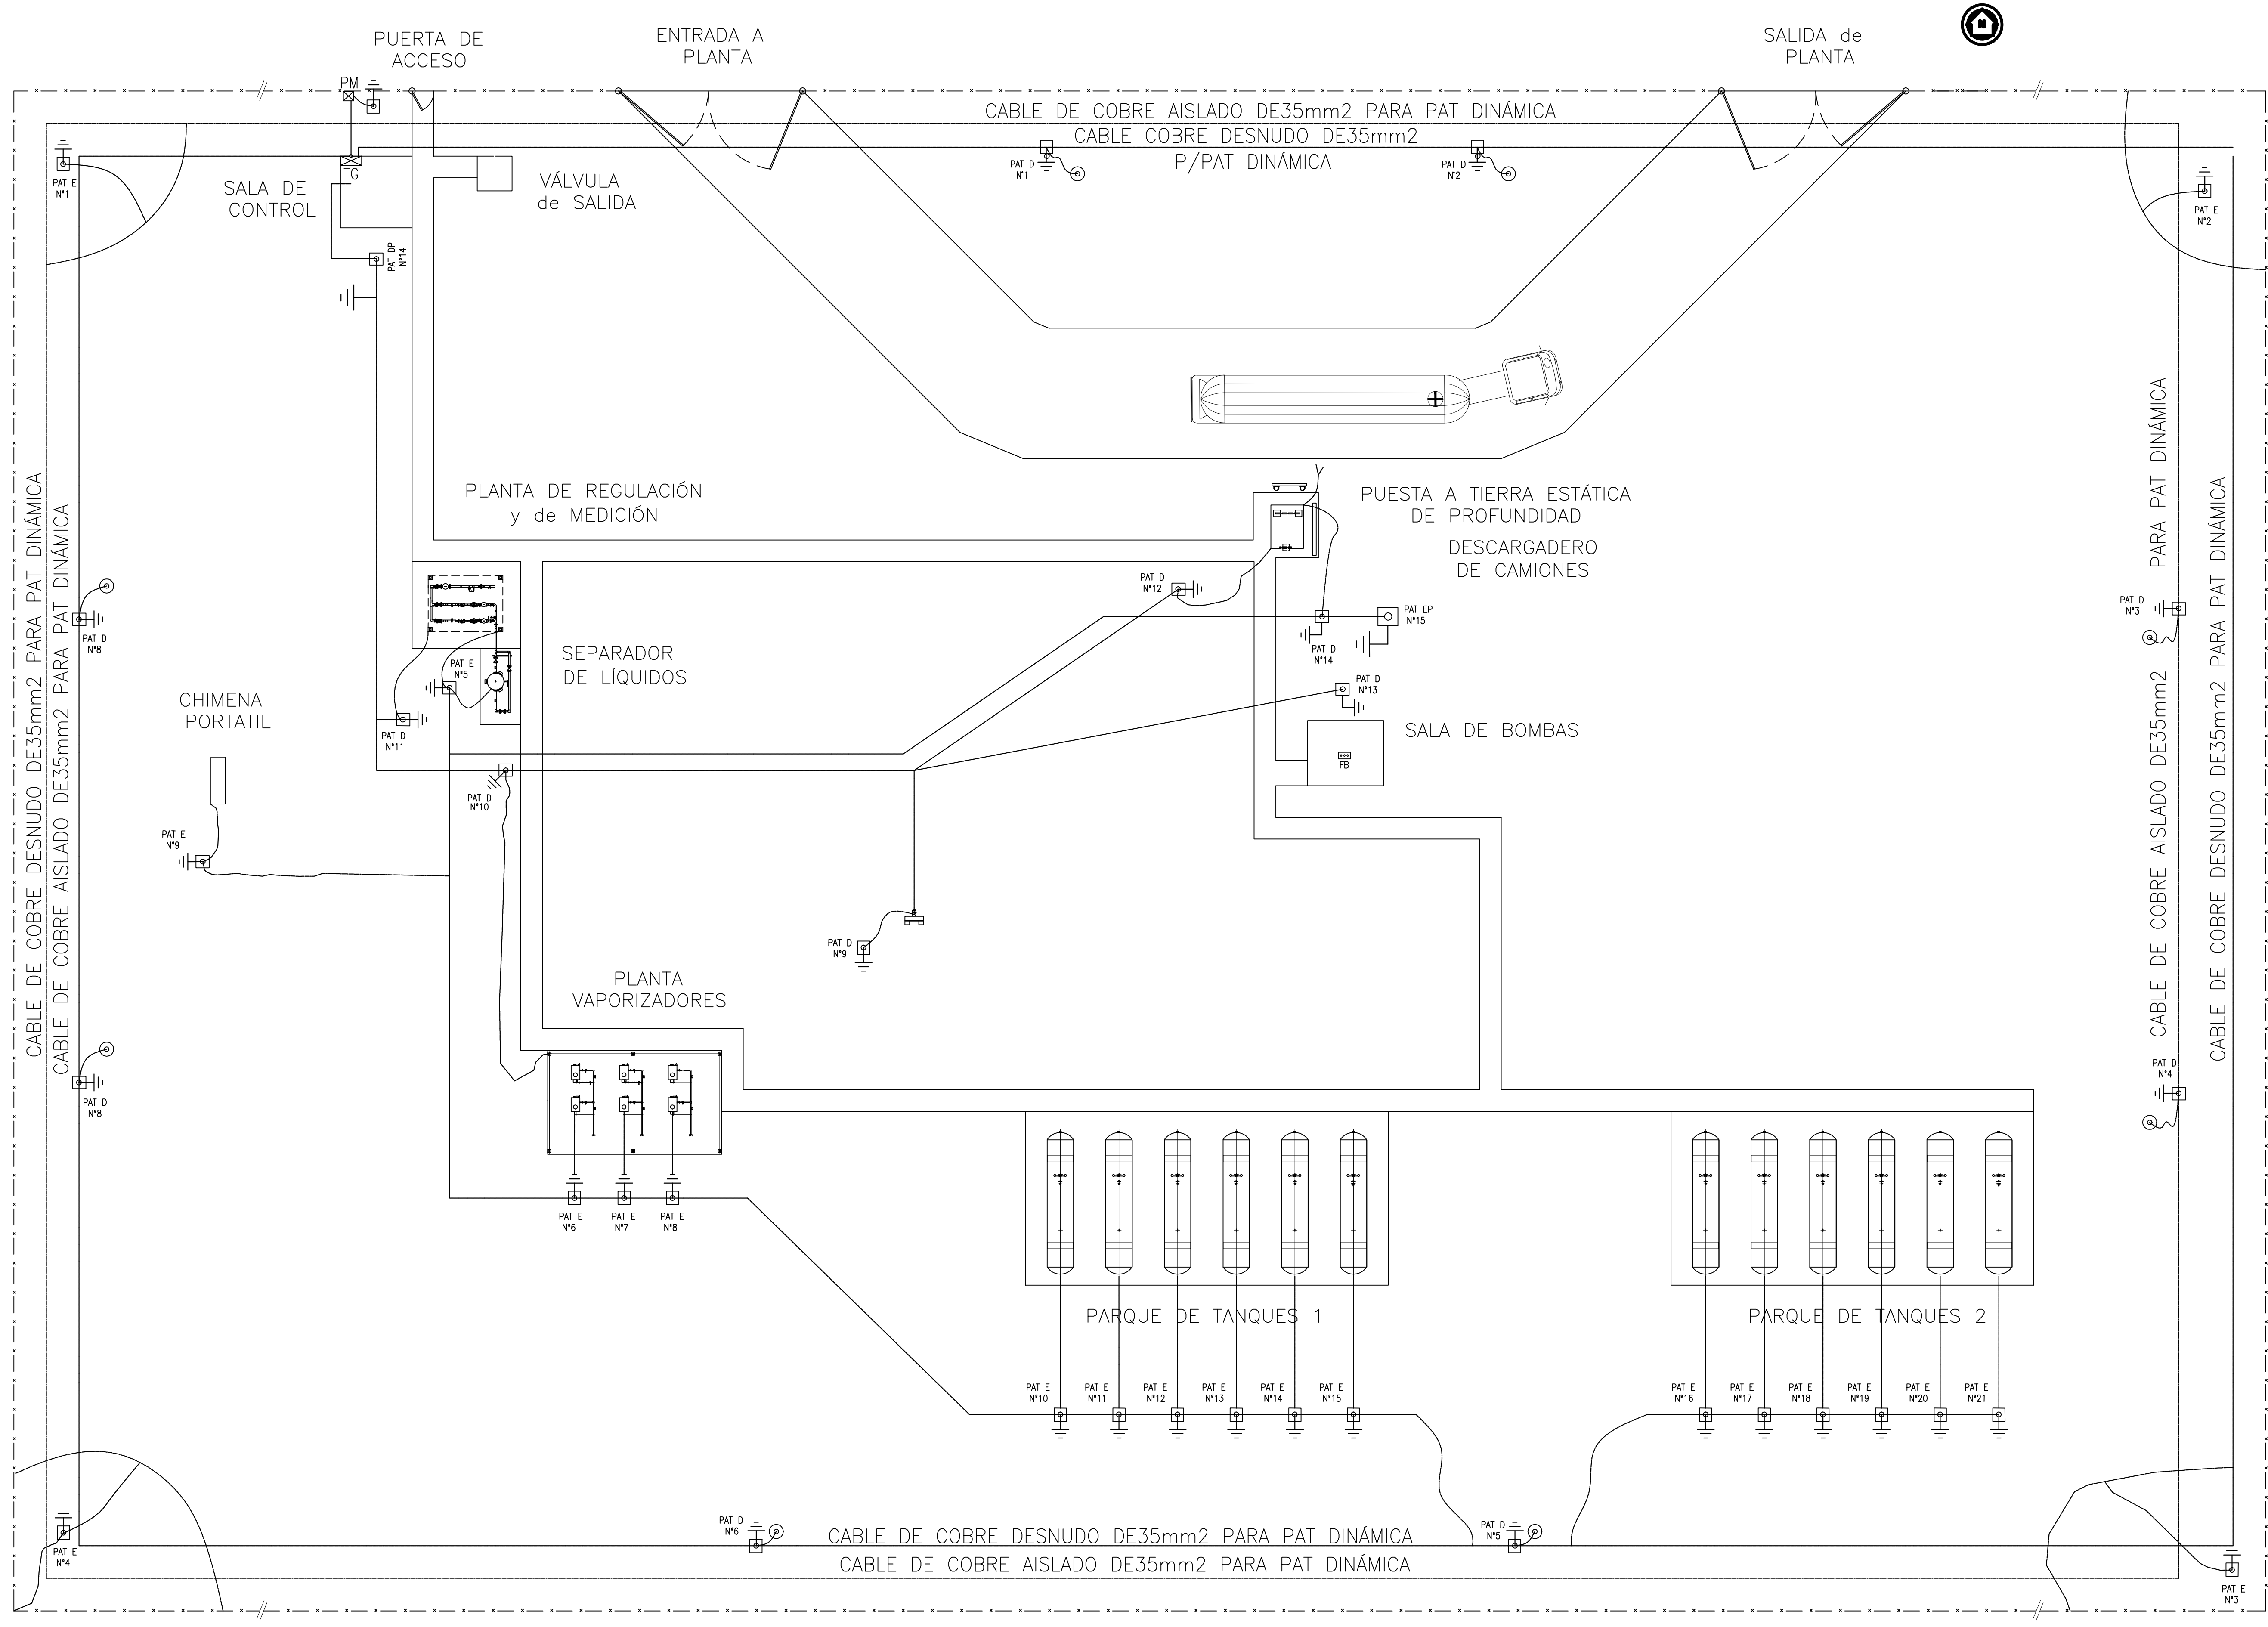 PUERTA DE
ACCESO
ENTRADA A
PLANTA
SALIDA de
PLANTA
N
PM
CABLE DE COBRE AISLADO DE35mm2 PARA PAT DINÁMICA
CABLE COBRE DESNUDO DE35mm2
P/PAT DINÁMICA
PAT E
N°1
TG
SALA DE
CONTROL
VÁLVULA
de SALIDA
PAT D
N°1
PAT D
N°2
PAT E
N°2
PAT DP
N°14
PLANTA DE REGULACIÓN
y de MEDICIÓN
PUESTA A TIERRA ESTÁTICA
DE PROFUNDIDAD
DESCARGADERO
DE CAMIONES
CABLE DE COBRE DESNUDO DE35mm2 PARA PAT DINÁMICA
CABLE DE COBRE AISLADO DE35mm2 PARA PAT DINÁMICA
CABLE DE COBRE AISLADO DE35mm2 PARA PAT DINÁMICA
CABLE DE COBRE DESNUDO DE35mm2 PARA PAT DINÁMICA
PAT D
N°12
PAT EP
N°15
PAT D
N°3
PAT D
N°8
PAT D
N°14
SEPARADOR
DE LÍQUIDOS
PAT E
N°5
PAT D
N°13
CHIMENA
PORTATIL
PAT D
N°11
SALA DE BOMBAS
FB
PAT D
N°10
PAT E
N°9
PAT D
N°9
PLANTA
VAPORIZADORES
PAT D
N°4
PAT D
N°8
PAT E
N°6
PAT E
N°7
PAT E
N°8
PARQUE DE TANQUES 1
PARQUE DE TANQUES 2
PAT E
N°10
PAT E
N°11
PAT E
N°12
PAT E
N°13
PAT E
N°14
PAT E
N°15
PAT E
N°16
PAT E
N°17
PAT E
N°18
PAT E
N°19
PAT E
N°20
PAT E
N°21
PAT D
N°6
PAT D
N°5
CABLE DE COBRE DESNUDO DE35mm2 PARA PAT DINÁMICA
CABLE DE COBRE AISLADO DE35mm2 PARA PAT DINÁMICA
PAT E
N°4
PAT E
N°3